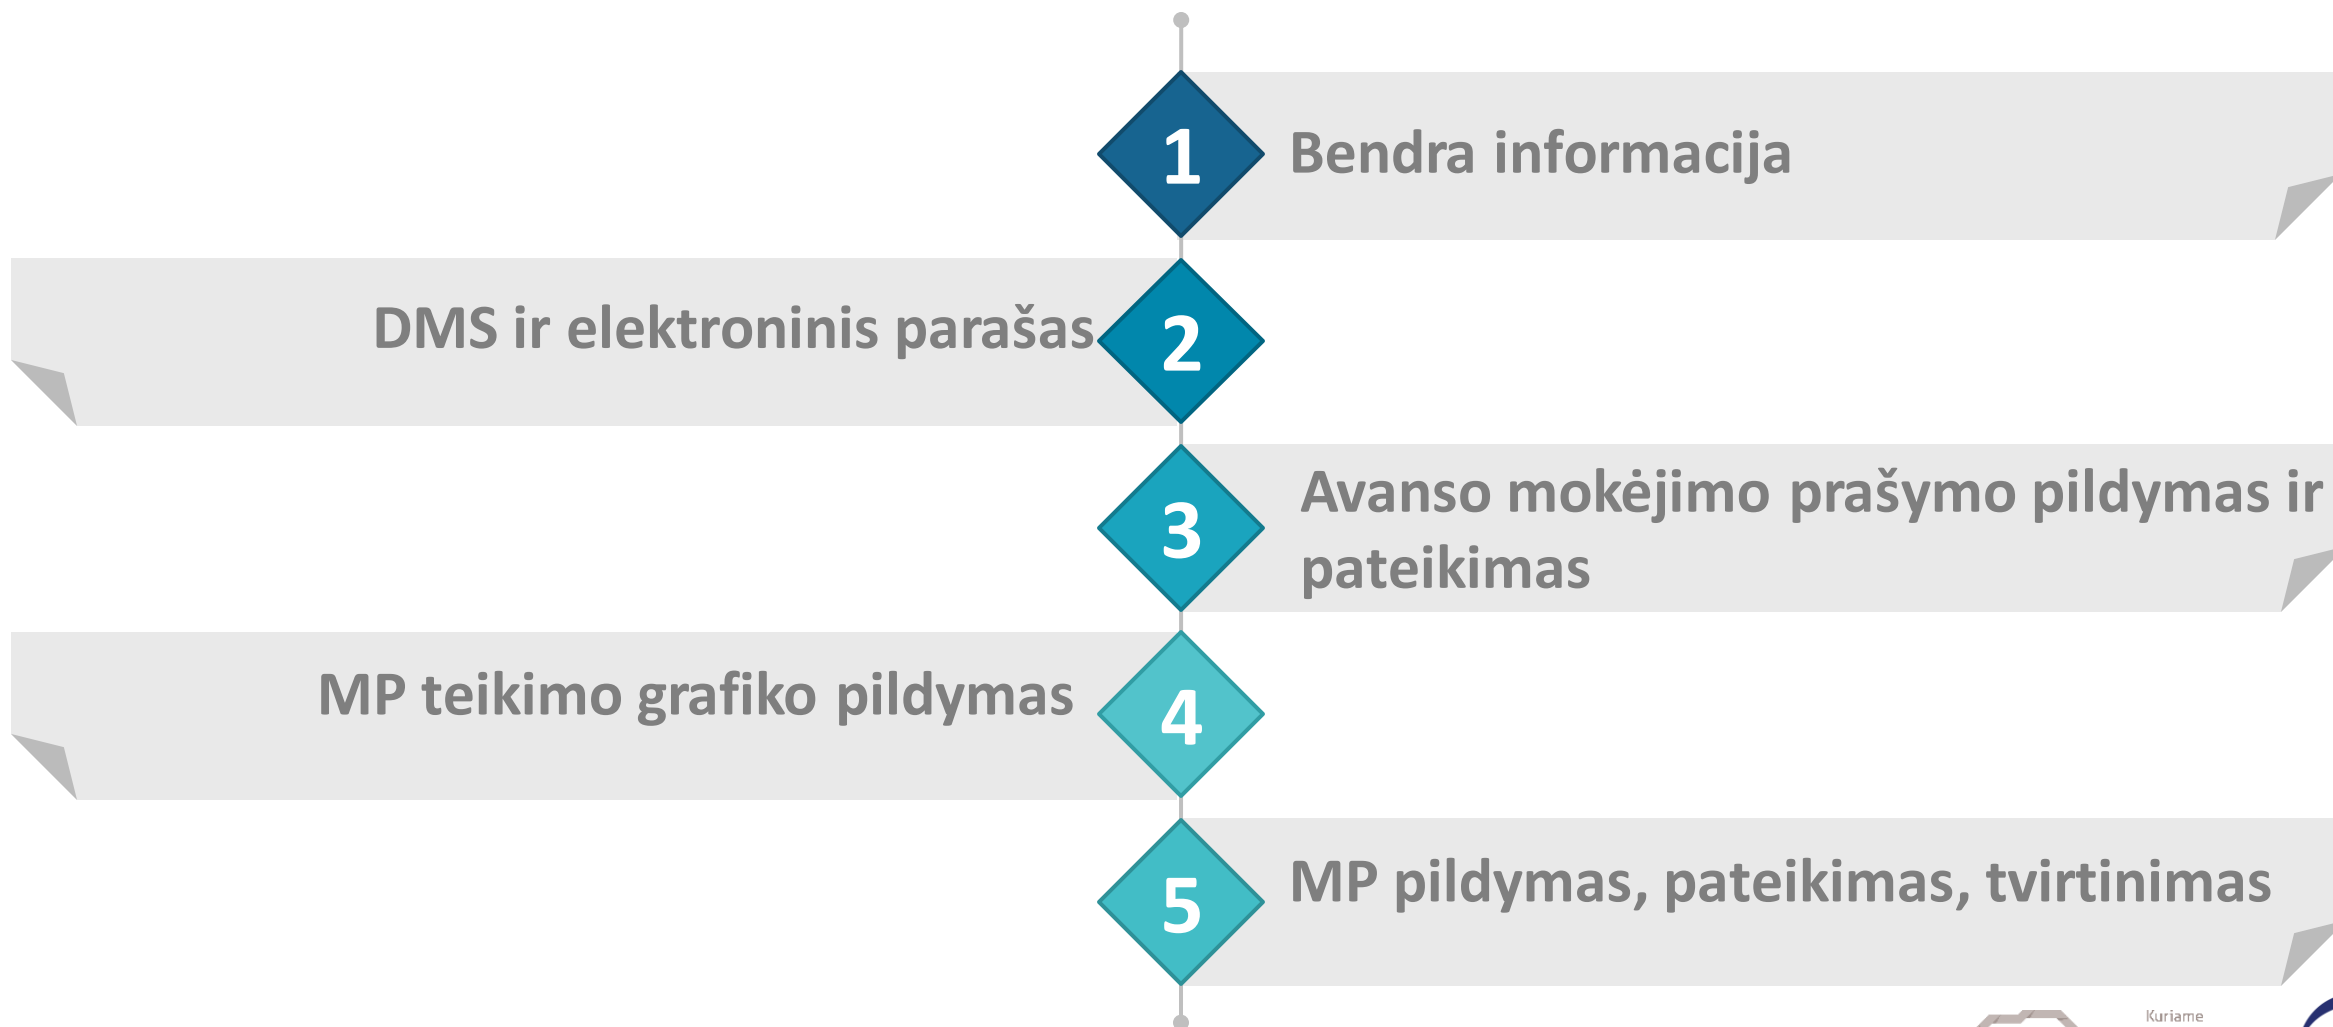 1
Bendra informacija
DMS ir elektroninis parašas
2
3
Avanso mokėjimo prašymo pildymas ir
pateikimas
MP teikimo grafiko pildymas
4
5
MP pildymas, pateikimas, tvirtinimas
Kuriame